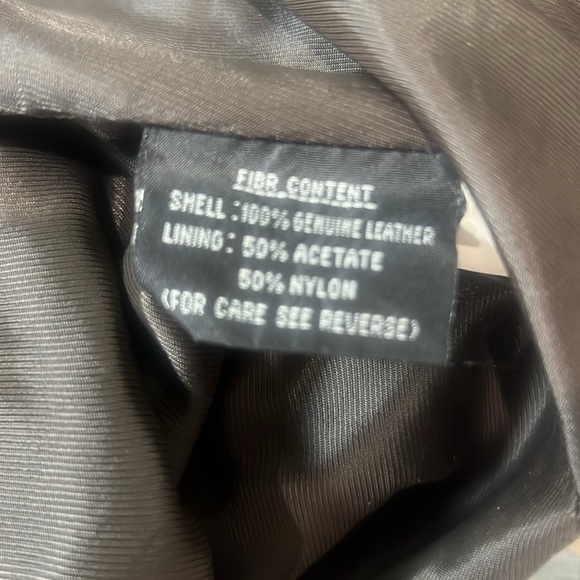 FIBR CONTENT
SHELL : 100% GENUINE LEATHER
LINING : 50% ACETATE
50% NYLON
(FOR CARE SEE REVERSE)